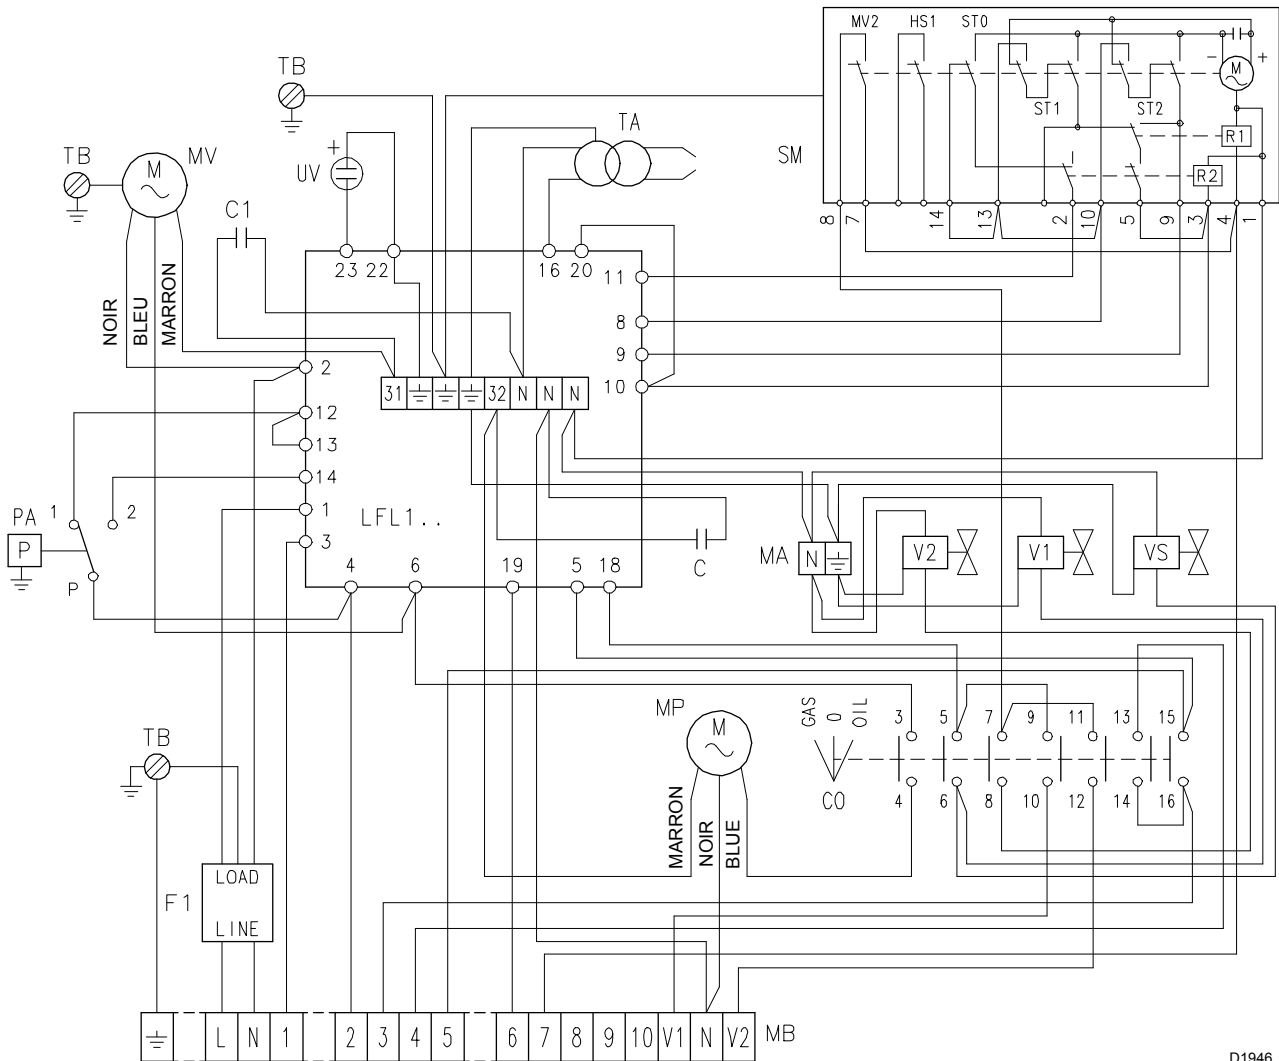 MV2 HS1 ST0
- M +
ST1 ST2
R1
R2
SM
8 7 14 13 2 10 5 9 3 4 1
TB
TA
UV +
TB
M
MV
C1
NOIR
BLEU
MARRON
23 22 16 20
11
8
9
10
2
12
13
14
1
3
31 32 N N N
LFL1..
4 6 19 5 18
C
PA 1 2
P
P
MA N
V2 V1 VS
MP
M
MARRON
NOIR
BLUE
GAS
0
OIL
CO
3 5 7 9 11 13 15
4 6 8 10 12 14 16
TB
F1
LOAD
LINE
L N 1 2 3 4 5 6 7 8 9 10 V1 N V2 MB
D1946